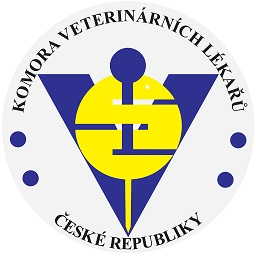 KOMORA VETERINÁRNÍCH LÉKAŘŮ
ČESKÉ REPUBLIKY